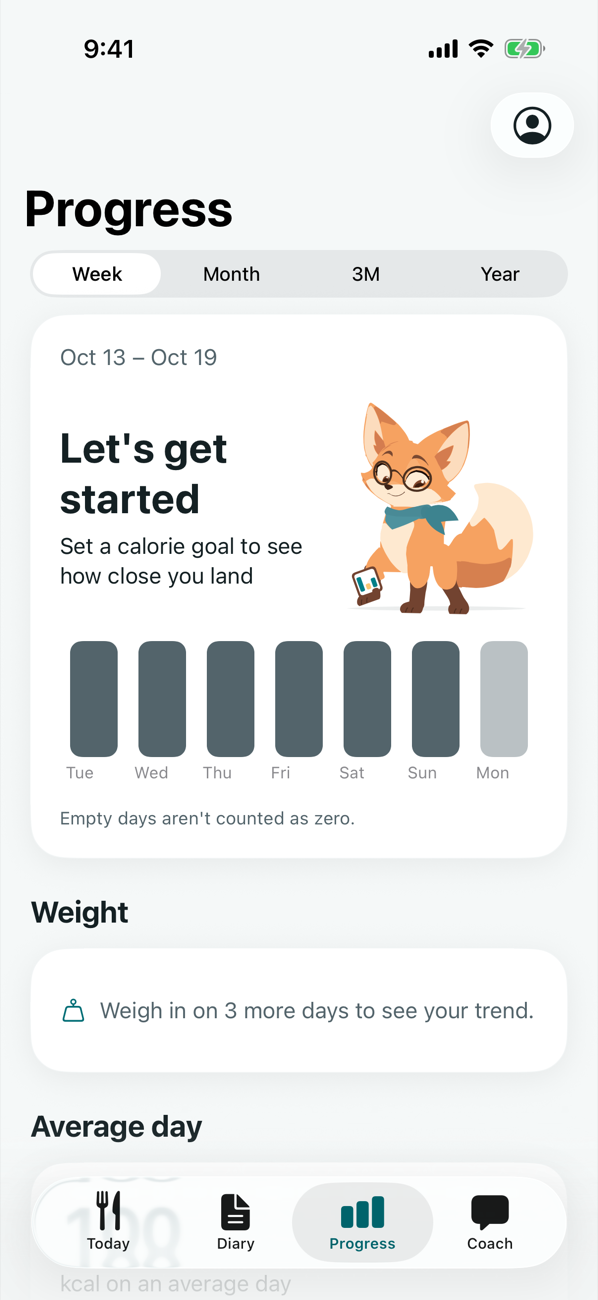 9:41
Progress
Week Month 3M Year
Oct 13 – Oct 19
Let's get
started
Set a calorie goal to see
how close you land
Tue Wed Thu Fri Sat Sun Mon
Empty days aren't counted as zero.
Weight
Weigh in on 3 more days to see your trend.
Average day
Today Diary Progress Coach
kcal on an average day